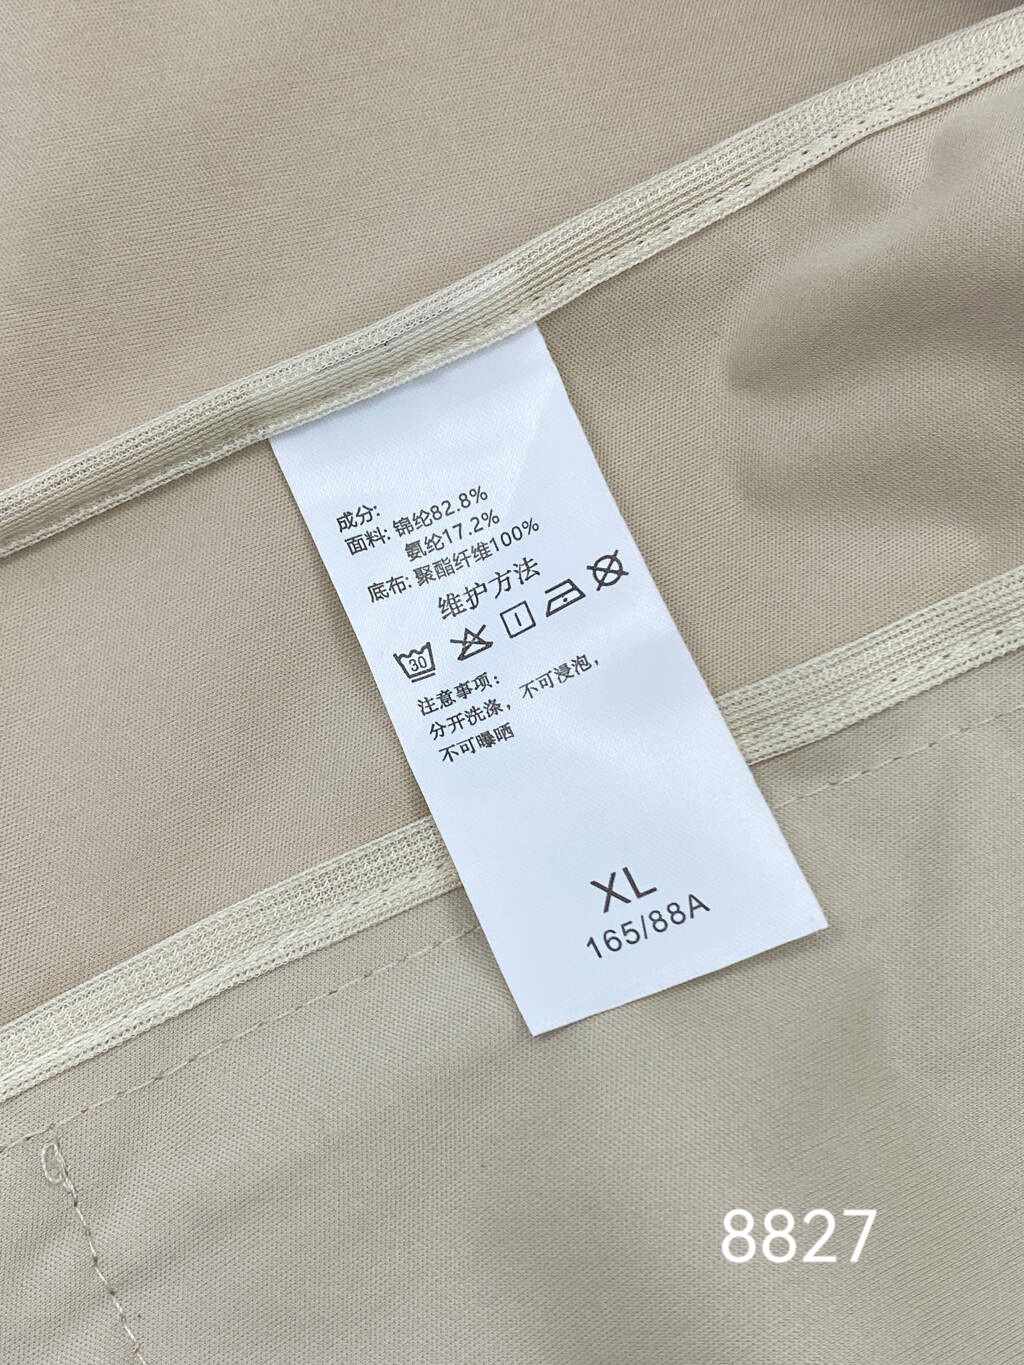 成分:
面料: 锦纶82.8%
氨纶17.2%
底布: 聚酯纤维100%
维护方法
30
注意事项:
分开洗涤，不可浸泡，
不可曝晒
XL
165/88A
8827